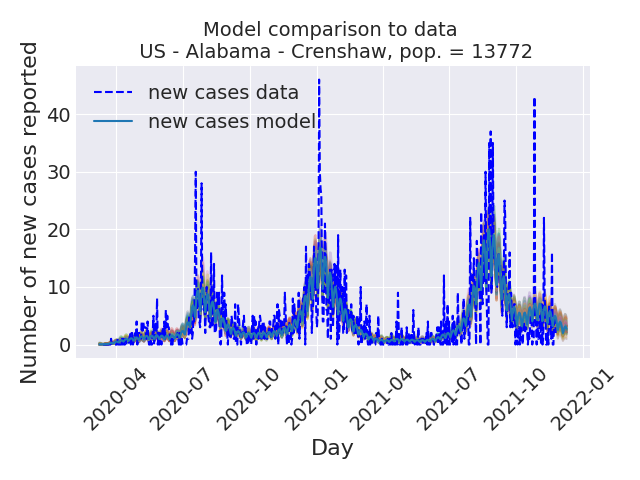 Model comparison to data
US - Alabama - Crenshaw, pop. = 13772
Number of new cases reported
40
30
20
10
0
new cases data
new cases model
2020-04
2020-07
2020-10
2021-01
2021-04
2021-07
2021-10
2022-01
Day